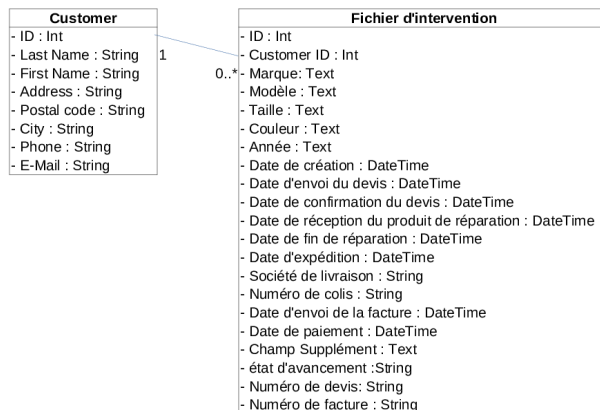 Customer
- ID : Int
- Last Name : String
- First Name : String
- Address : String
- Postal code : String
- City : String
- Phone : String
- E-Mail : String
1
0..*
Fichier d'intervention
- ID : Int
- Customer ID : Int
- Marque: Text
- Modèle : Text
- Taille : Text
- Couleur : Text
- Année : Text
- Date de création : DateTime
- Date d'envoi du devis : DateTime
- Date de confirmation du devis : DateTime
- Date de réception du produit de réparation : DateTime
- Date de fin de réparation : DateTime
- Date d'expédition : DateTime
- Société de livraison : String
- Numéro de colis : String
- Date d'envoi de la facture : DateTime
- Date de paiement : DateTime
- Champ Supplément : Text
- état d'avancement :String
- Numéro de devis: String
- Numéro de facture : String